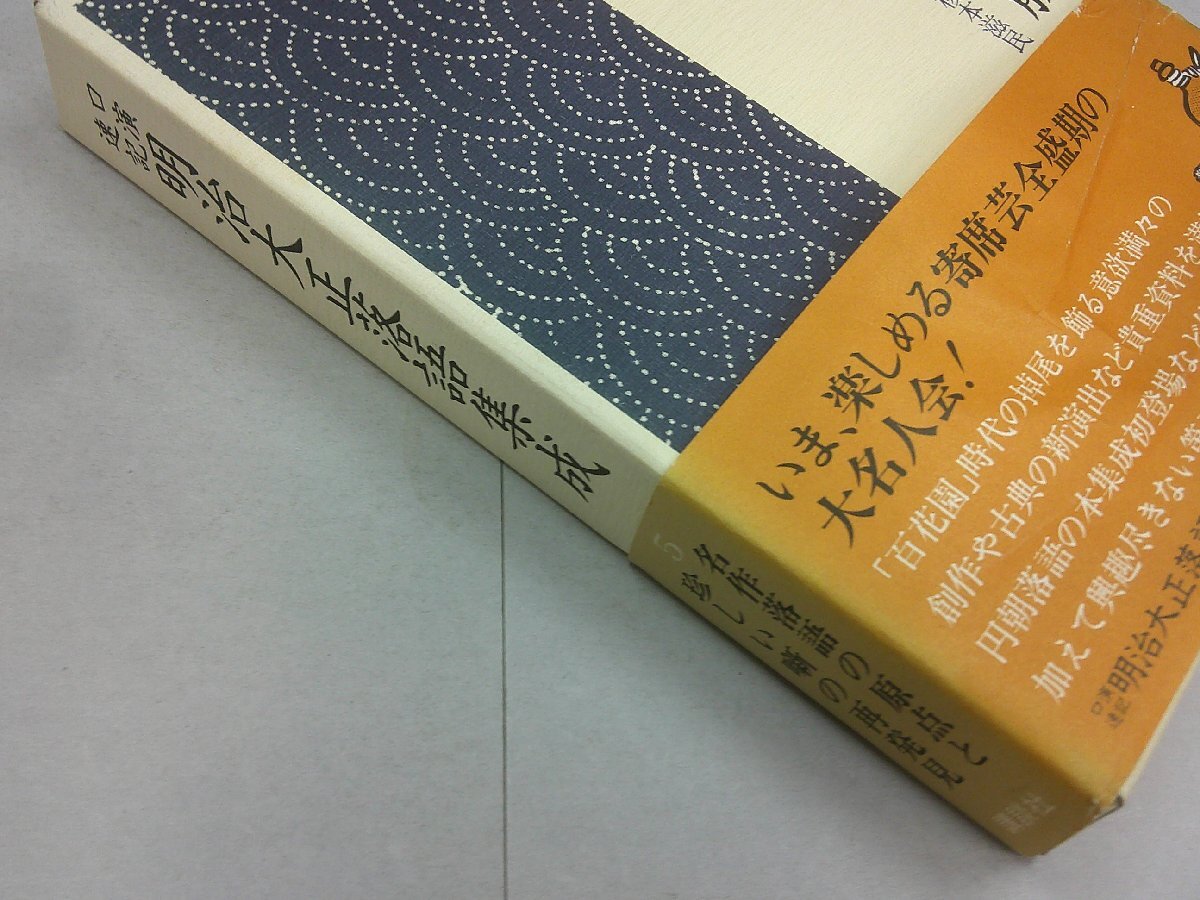 口演
速記
明治大正落語集成
本滋民
いま、楽しめる寄席芸全盛期の
大名人会!
「百花園」時代の掉尾を飾る意欲満々の
創作や古典の新演出など貴重資料を満
円朝落語の本集成初登場など
加えて興趣尽きない第
口演
速記
明治大正落
5
名作落語の原点と
珍しい噺の再発見
講談社